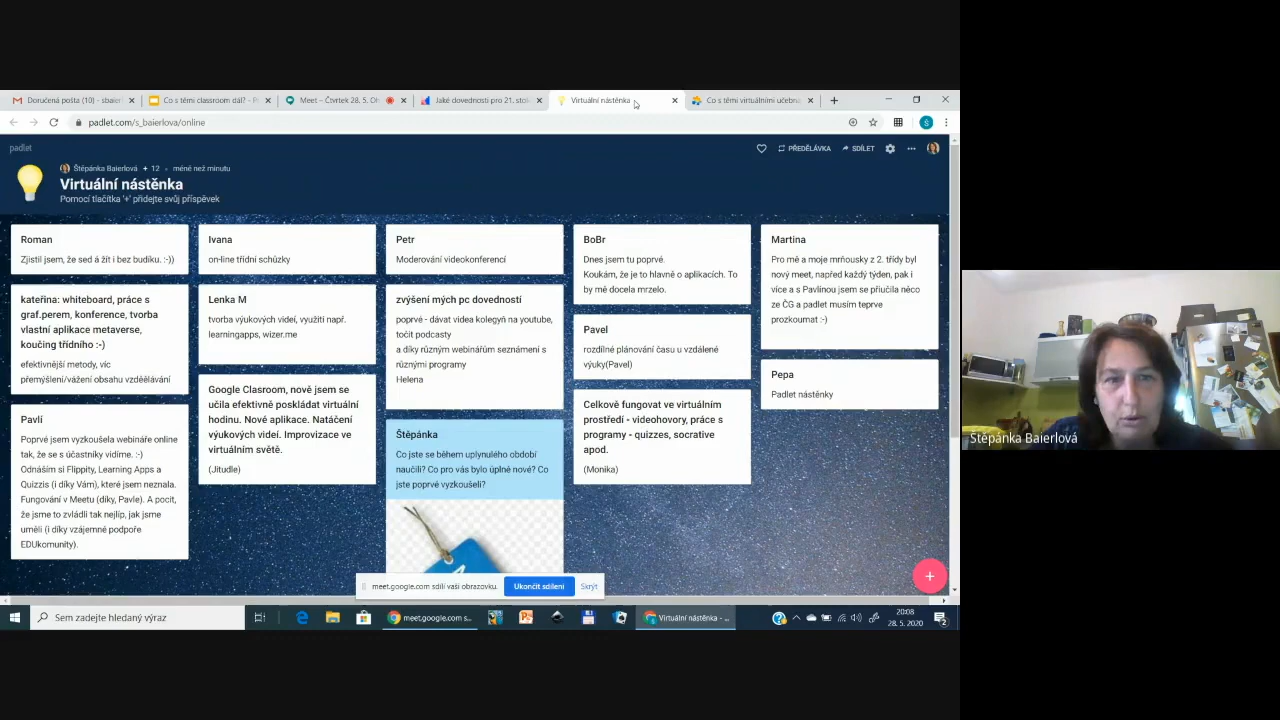 Doručená pošta (10) - sbaierl
Co s těmi classroom dál? - Pr
Meet – Čtvrtek 28. 5. Oh
Jaké dovednosti pro 21. stol
Virtuální nástěnka
Co s těmi virtuálními učebna
padlet.com/s_baierlova/online
padlet
PŘEDĚLÁVKA
SDÍLET
Štěpánka Baierlová + 12 • méně než minutu
Virtuální nástěnka
Pomocí tlačítka '+' přidejte svůj příspěvek
Roman
Zjistil jsem, že sed á žít i bez budíku. :-))
kateřina: whiteboard, práce s
graf.perem, konference, tvorba
vlastní aplikace metaverse,
koučing třídního :-)
efektivnější metody, víc
přemýšlení/vážení obsahu vzdělávání
Pavlí
Poprvé jsem vyzkoušela webináře online
tak, že se s účastníky vidíme. :-)
Odnáším si Flippity, Learning Apps a
Quizzis (i díky Vám), které jsem neznala.
Fungování v Meetu (díky, Pavle). A pocit,
že jsme to zvládli tak nejlíp, jak jsme
uměli (i díky vzájemné podpoře
EDUkomunity).
Ivana
on-line třídní schůzky
Lenka M
tvorba výukových videí, využití např.
learningapps, wizer.me
Google Clasroom, nově jsem se
učila efektivně poskládat virtuální
hodinu. Nové aplikace. Natáčení
výukových videí. Improvizace ve
virtuálním světě.
(Jitudle)
Petr
Moderování videokonferencí
zvýšení mých pc dovedností
poprvé - dávat videa kolegyň na youtube,
točit podcasty
a díky různým webinářům seznámení s
různými programy
Helena
Štěpánka
Co jste se během uplynulého období
naučili? Co pro vás bylo úplně nové? Co
jste poprvé vyzkoušeli?
BoBr
Dnes jsem tu poprvé.
Koukám, že je to hlavně o aplikacích. To
by mě docela mrzelo.
Pavel
rozdílné plánování času u vzdálené
výuky(Pavel)
Celkově fungovat ve virtuálním
prostředí - videohovory, práce s
programy - quizzes, socrative
apod.
(Monika)
Martina
Pro mě a moje mrňousky z 2. třídy byl
nový meet, napřed každý týden, pak i
více a s Pavlínou jsem se přiučila něco
ze ČG a padlet musím teprve
prozkoumat :-)
Pepa
Padlet nástěnky
meet.google.com sdílí vaši obrazovku.
Ukončit sdílení
Skrýt
Štěpánka Baierlová
Sem zadejte hledaný výraz
meet.google.com s...
Virtuální nástěnka - ...
20:08
28. 5. 2020
2